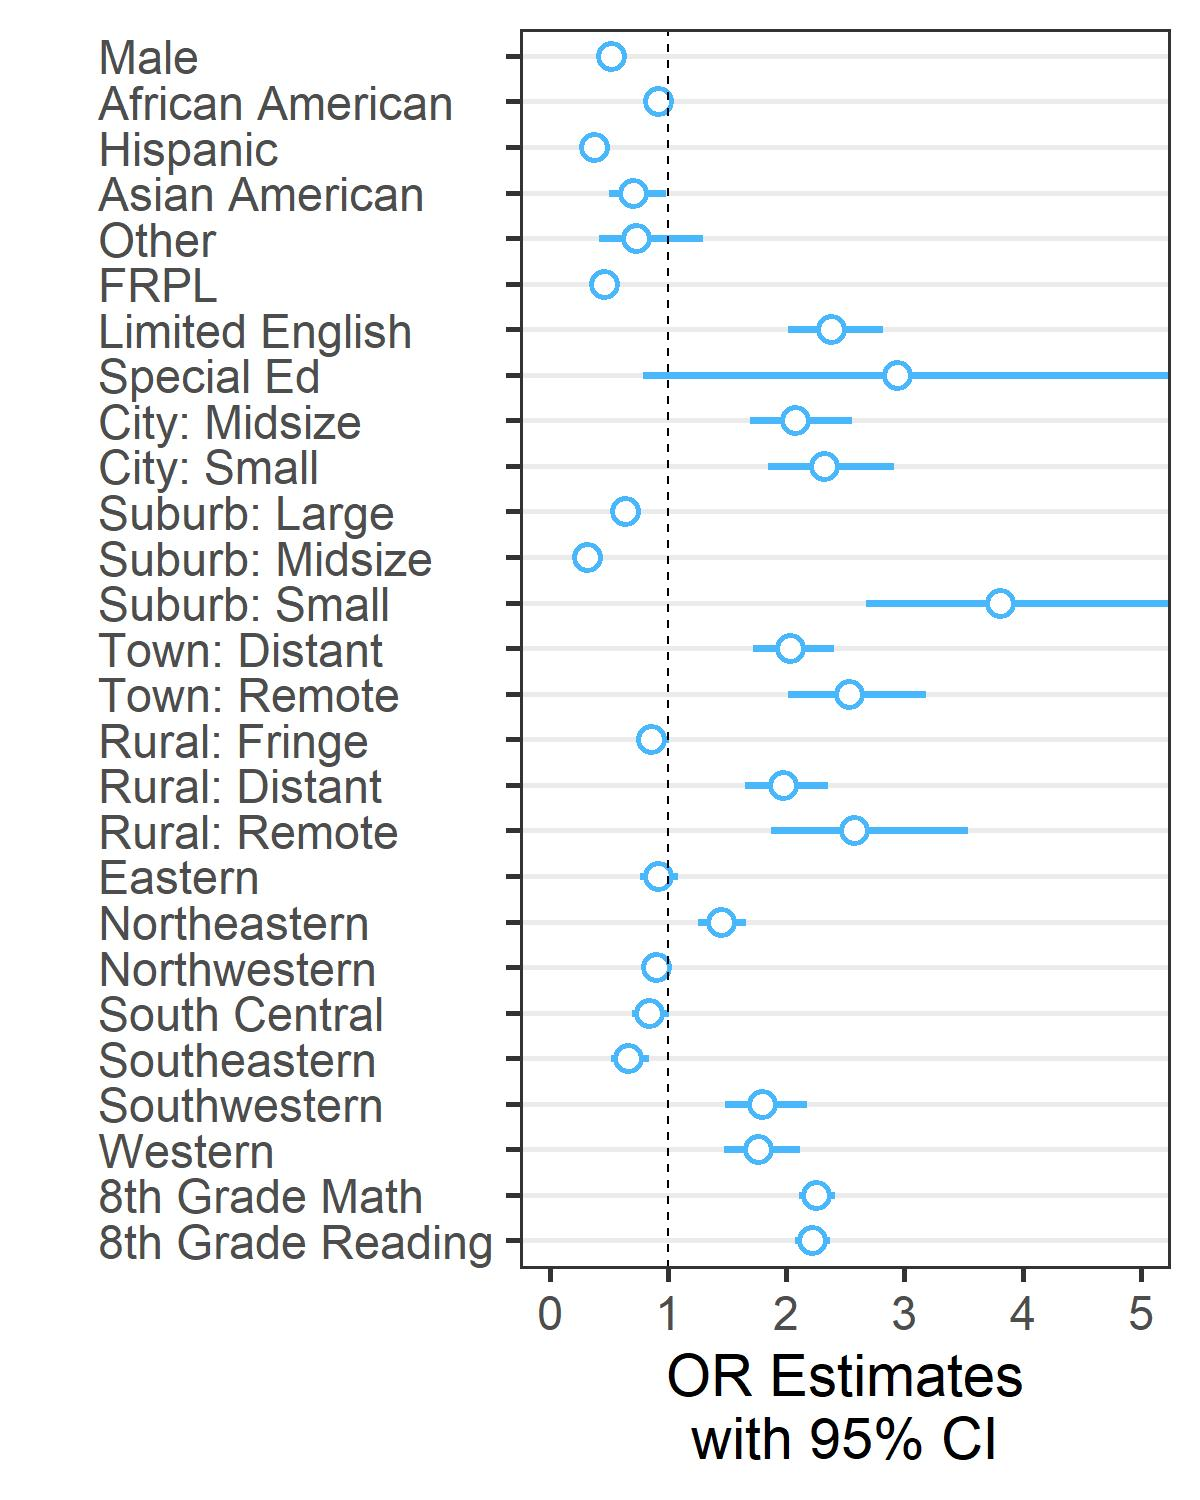 Male
African American
Hispanic
Asian American
Other
FRPL
Limited English
Special Ed
City: Midsize
City: Small
Suburb: Large
Suburb: Midsize
Suburb: Small
Town: Distant
Town: Remote
Rural: Fringe
Rural: Distant
Rural: Remote
Eastern
Northeastern
Northwestern
South Central
Southeastern
Southwestern
Western
8th Grade Math
8th Grade Reading
0 1 2 3 4 5
OR Estimates
with 95% CI